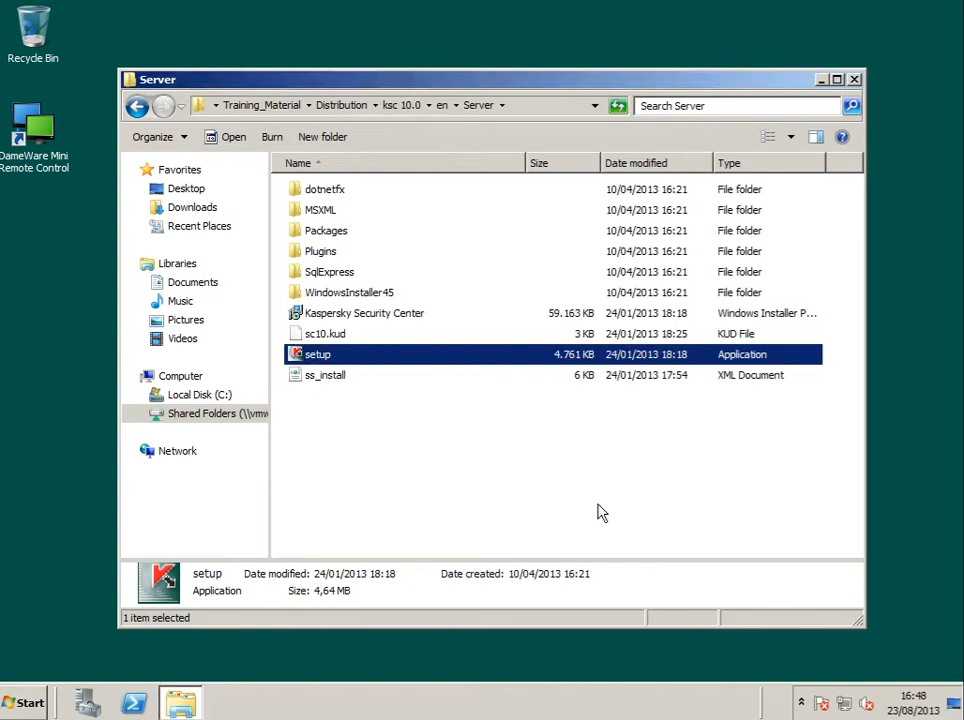 Recycle Bin
DameWare Mini
Remote Control
Server
Training_Material
Distribution
ksc 10.0
en
Server
Search Server
Organize
Open
Burn
New folder
Favorites
Desktop
Downloads
Recent Places
Libraries
Documents
Music
Pictures
Videos
Computer
Local Disk (C:)
Shared Folders (\\vmw
Network
Name Size Date modified Type
dotnetfx 10/04/2013 16:21 File folder
MSXML 10/04/2013 16:21 File folder
Packages 10/04/2013 16:21 File folder
Plugins 10/04/2013 16:21 File folder
SqlExpress 10/04/2013 16:21 File folder
WindowsInstaller45 10/04/2013 16:21 File folder
Kaspersky Security Center 59.163 KB 24/01/2013 18:18 Windows Installer P...
sc10.kud 3 KB 24/01/2013 18:25 KUD File
setup 4.761 KB 24/01/2013 18:18 Application
ss_install 6 KB 24/01/2013 17:54 XML Document
setup Date modified: 24/01/2013 18:18 Date created: 10/04/2013 16:21
Application Size: 4,64 MB
1 item selected
Start
16:48
23/08/2013